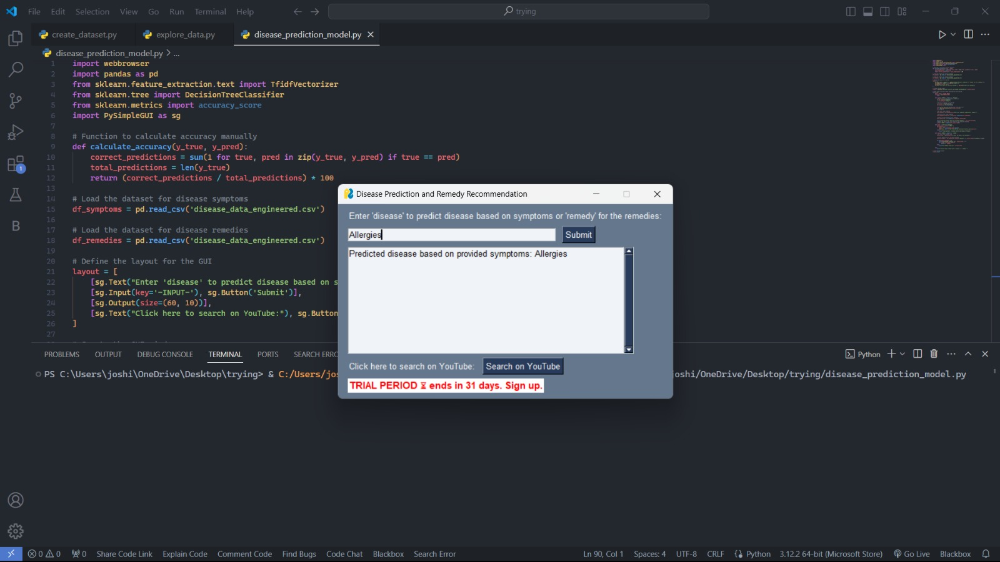 File Edit Selection View Go Run Terminal Help
trying
create_dataset.py explore_data.py disease_prediction_model.py
disease_prediction_model.py > ...
1 import webbrowser
2 import pandas as pd
3 from sklearn.feature_extraction.text import TfidfVectorizer
4 from sklearn.tree import DecisionTreeClassifier
5 from sklearn.metrics import accuracy_score
6 import PySimpleGUI as sg
7
8 # Function to calculate accuracy manually
9 def calculate_accuracy(y_true, y_pred):
10 correct_predictions = sum(1 for true, pred in zip(y_true, y_pred) if true == pred)
11 total_predictions = len(y_true)
12 return (correct_predictions / total_predictions) * 100
13
14 # Load the dataset for disease symptoms
15 df_symptoms = pd.read_csv('disease_data_engineered.csv')
16
17 # Load the dataset for disease remedies
18 df_remedies = pd.read_csv('disease_data_engineered.csv')
19
20 # Define the layout for the GUI
21 layout = [
22 [sg.Text("Enter 'disease' to predict disease based on s
23 [sg.Input(key='-INPUT-'), sg.Button('Submit')],
24 [sg.Output(size=(60, 10))],
25 [sg.Text("Click here to search on YouTube:"), sg.Button
26 ]
27
Disease Prediction and Remedy Recommendation
Enter 'disease' to predict disease based on symptoms or 'remedy' for the remedies:
Allergies Submit
Predicted disease based on provided symptoms: Allergies
Click here to search on YouTube: Search on YouTube
TRIAL PERIOD ⏳ ends in 31 days. Sign up.
PROBLEMS OUTPUT DEBUG CONSOLE TERMINAL PORTS SEARCH ERRO
Python
PS C:\Users\joshi\OneDrive\Desktop\trying> & C:/Users/jos
oshi/OneDrive/Desktop/trying/disease_prediction_model.py
1
B
0 0 0 Share Code Link Explain Code Comment Code Find Bugs Code Chat Blackbox Search Error
Ln 90, Col 1 Spaces: 4 UTF-8 CRLF Python 3.12.2 64-bit (Microsoft Store) Go Live Blackbox